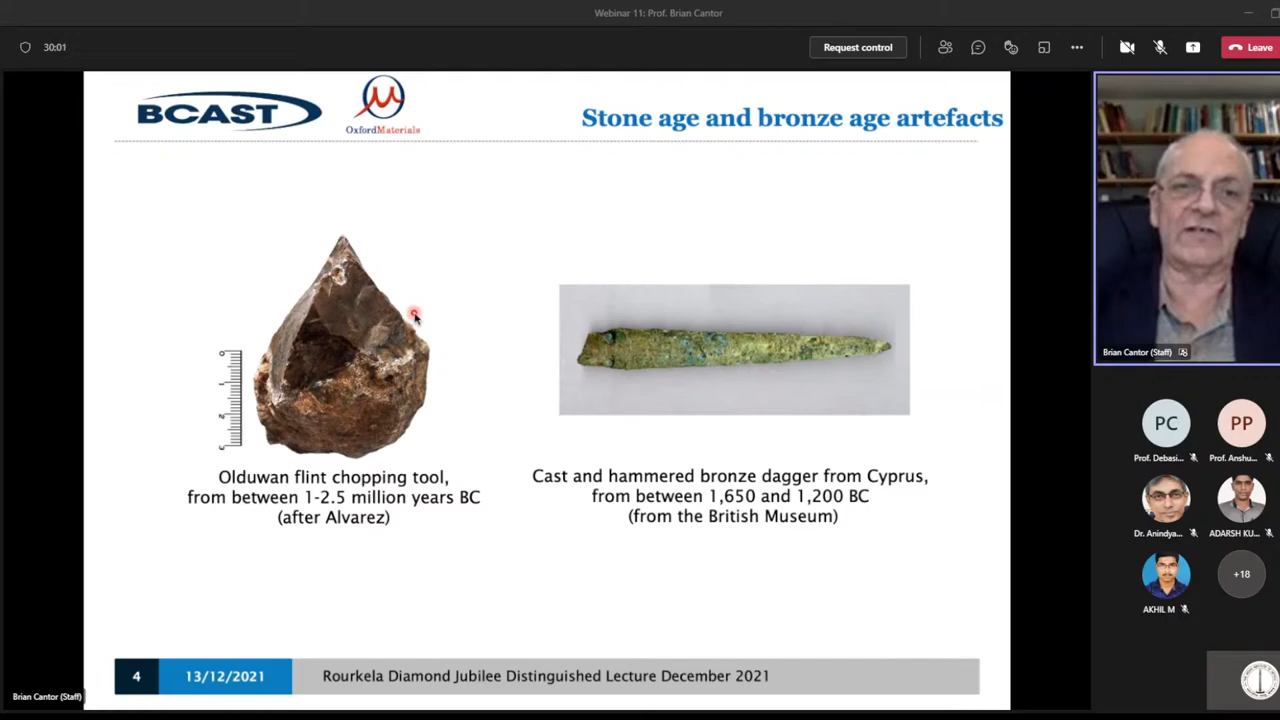 Webinar 11: Prof. Brian Cantor
30:01
Request control
Leave
BCAST
OxfordMaterials
Stone age and bronze age artefacts
0
1
2
3
Olduwan flint chopping tool,
from between 1-2.5 million years BC
(after Alvarez)
Cast and hammered bronze dagger from Cyprus,
from between 1,650 and 1,200 BC
(from the British Museum)
4
13/12/2021
Rourkela Diamond Jubilee Distinguished Lecture December 2021
Brian Cantor (Staff)
Brian Cantor (Staff)
PC
PP
Prof. Debasi...
Prof. Anshu...
Dr. Anindya...
ADARSH KU...
AKHIL M
+18